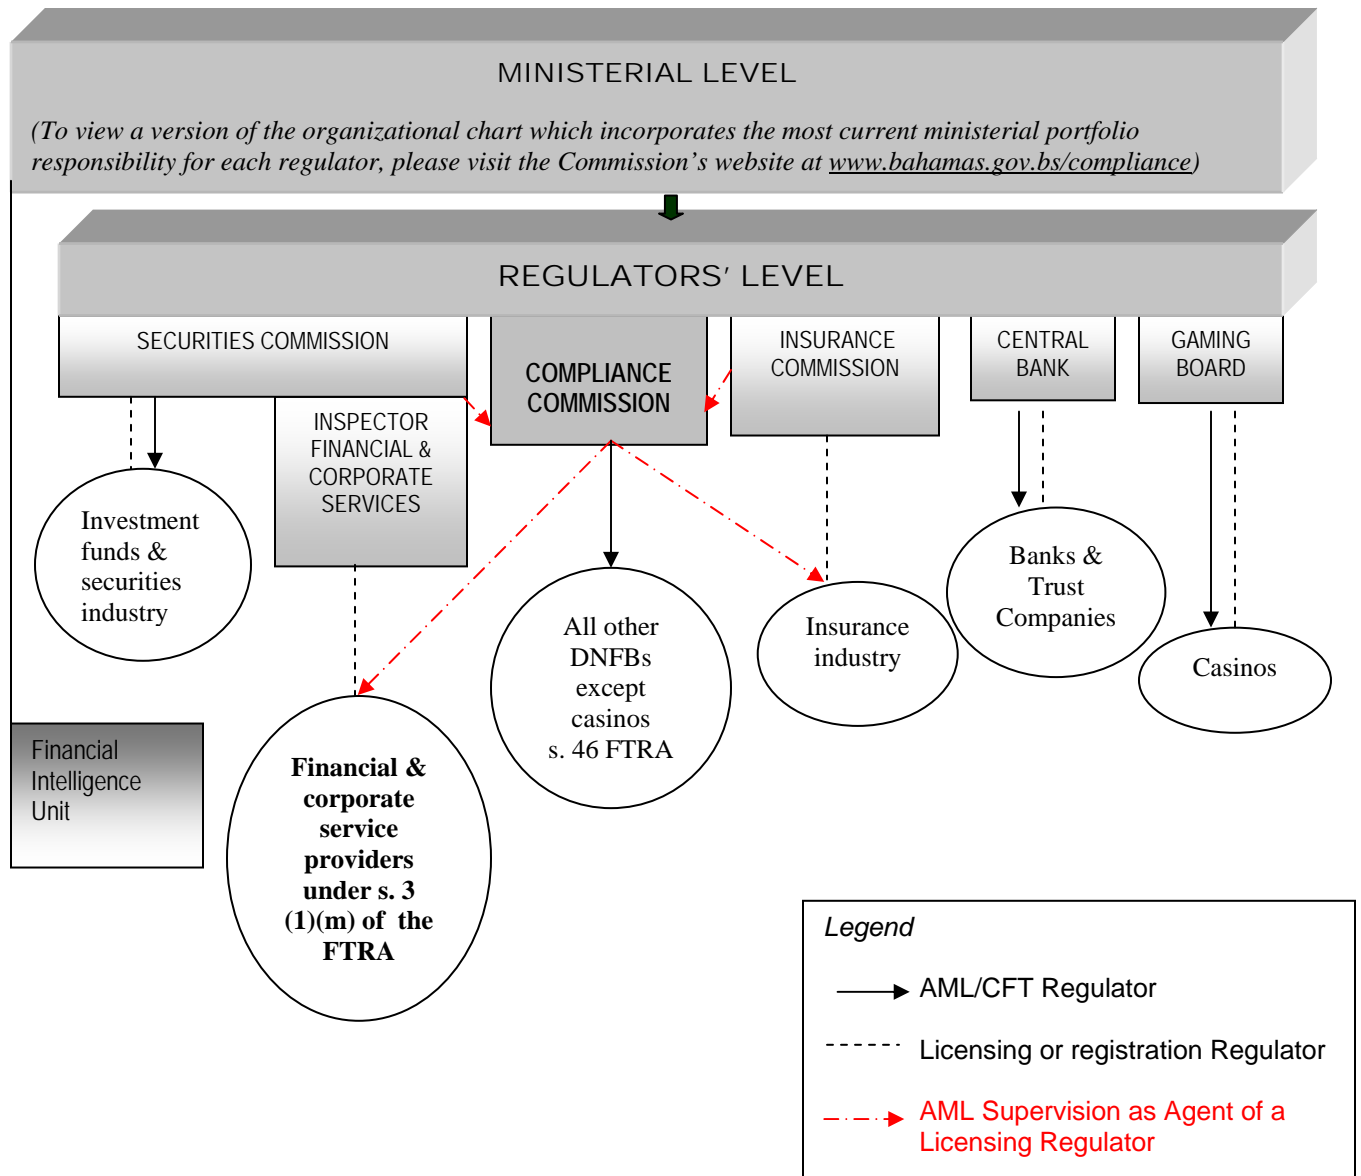 MINISTERIAL LEVEL
(To view a version of the organizational chart which incorporates the most current ministerial portfolio
responsibility for each regulator, please visit the Commission's website at www.bahamas.gov.bs/compliance)
REGULATORS' LEVEL
SECURITIES COMMISSION
COMPLIANCE
COMMISSION
INSURANCE
COMMISSION
CENTRAL
BANK
GAMING
BOARD
INSPECTOR
FINANCIAL &
CORPORATE
SERVICES
Investment
funds &
securities
industry
All other
DNFBs
except
casinos
s. 46 FTRA
Insurance
industry
Banks &
Trust
Companies
Casinos
Financial
Intelligence
Unit
Financial &
corporate
service
providers
under s. 3
(1)(m) of the
FTRA
Legend
AML/CFT Regulator
Licensing or registration Regulator
AML Supervision as Agent of a
Licensing Regulator